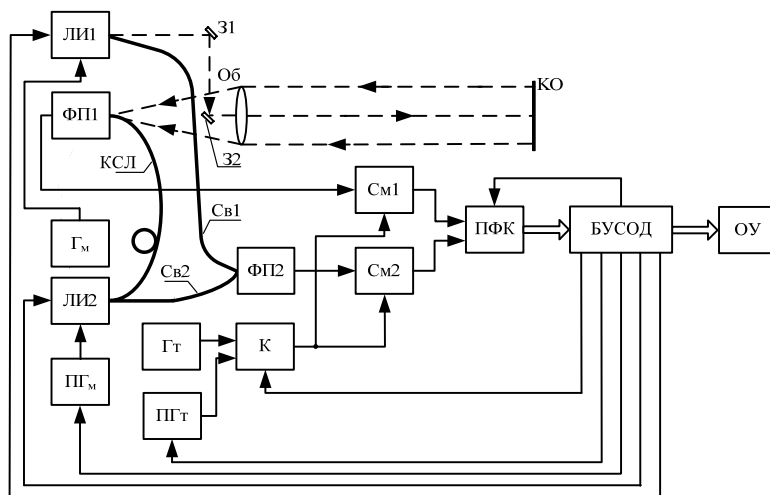 ЛИ1
З1
Об
КО
ФП1
З2
КСЛ
См1
Св1
ПФК
БУСОД
ОУ
Гм
Св2
ФП2
См2
ЛИ2
Гт
К
ПГм
ПГт